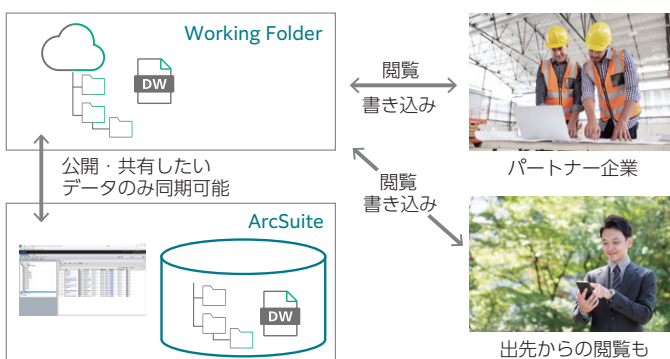 Working Folder
DW
閲覧
書き込み
パートナー企業
公開・共有したい
データのみ同期可能
閲覧
書き込み
ArcSuite
DW
出先からの閲覧も